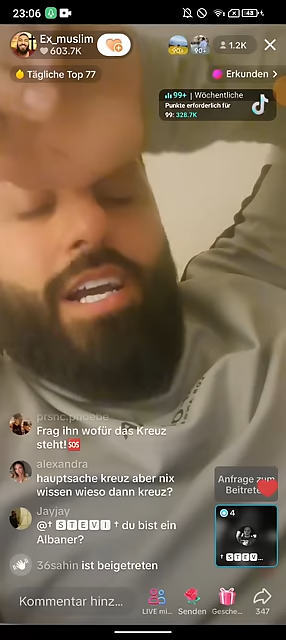 23:06
Ex_muslim
603.7K
1.2K
Tägliche Top 77
Erkunden >
99+ | Wöchentliche
Punkte erforderlich für
99: 328.7K
prsnc.phoebe
Frag ihn wofür das Kreuz
steht!🆘
alexandra
hauptsache kreuz aber nix
wissen wieso dann kreuz?
Jayjay
@† 🆂🆃🅴🆅🅸 † du bist ein
Albaner?
36sahin ist beigetreten
Anfrage zum
Beitrete
4
† 🆂🆃🅴🆅...
Kommentar hinz...
LIVE mi...
Senden
Gesche...
347